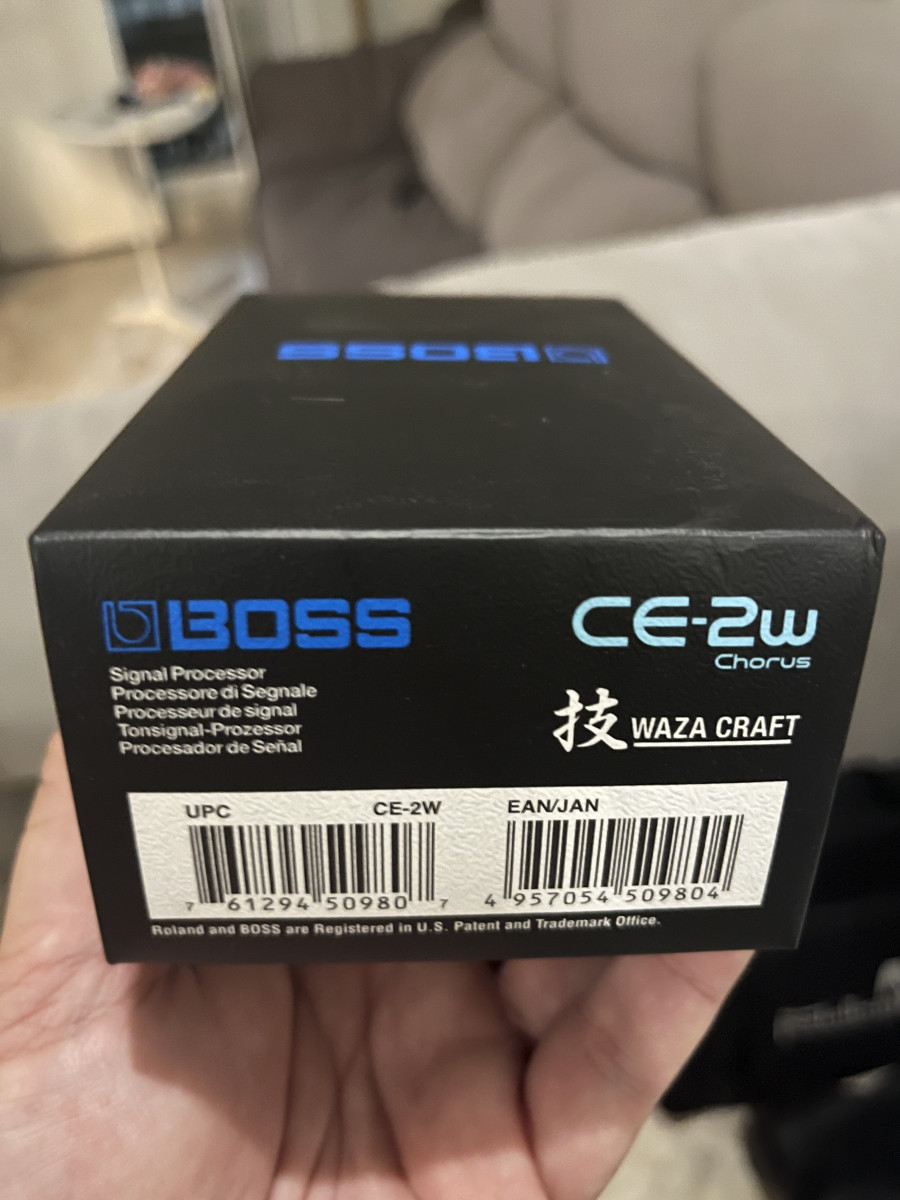 BOSS
BOSS
CE-2w
Chorus
Signal Processor
Processore di Segnale
Processeur de signal
Tonsignal-Prozessor
Procesador de Señal
技 WAZA CRAFT
UPC CE-2W
7 61294 50980 7
EAN/JAN
4 957054 509804
Roland and BOSS are Registered in U.S. Patent and Trademark Office.